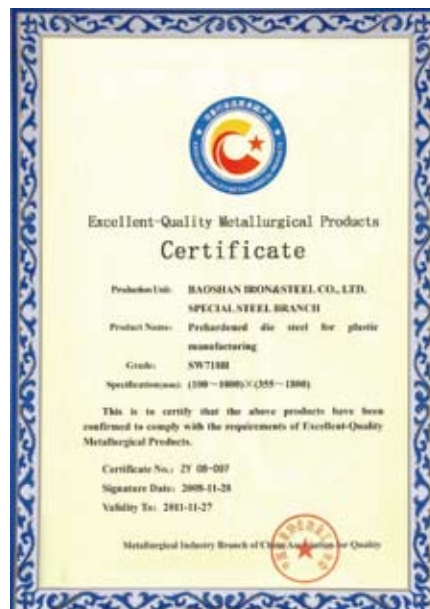 Excellent-Quality Metallurgical Products
Certificate
Production Unit: BAOSHAN IRON&STEEL CO., LTD.
SPECIAL STEEL BRANCH
Product Name: Prehardened die steel for plastic
manufacturing
Grade: SW718H
Specification(mm): (100~1000)×(355~1800)
This is to certify that the above products have been
confirmed to comply with the requirements of Excellent-Quality
Metallurgical Products.
Certificate No.: ZY 08-007
Signature Date: 2008-11-28
Validity To: 2011-11-27
Metallurgical Industry Branch of China Association for Quality